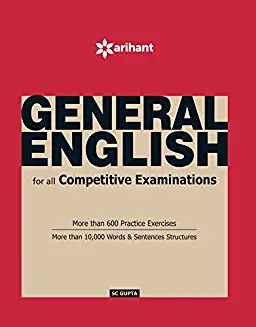 arihant
GENERAL
ENGLISH
for all Competitive Examinations
More than 600 Practice Exercises
More than 10,000 Words & Sentences Structures
SC GUPTA